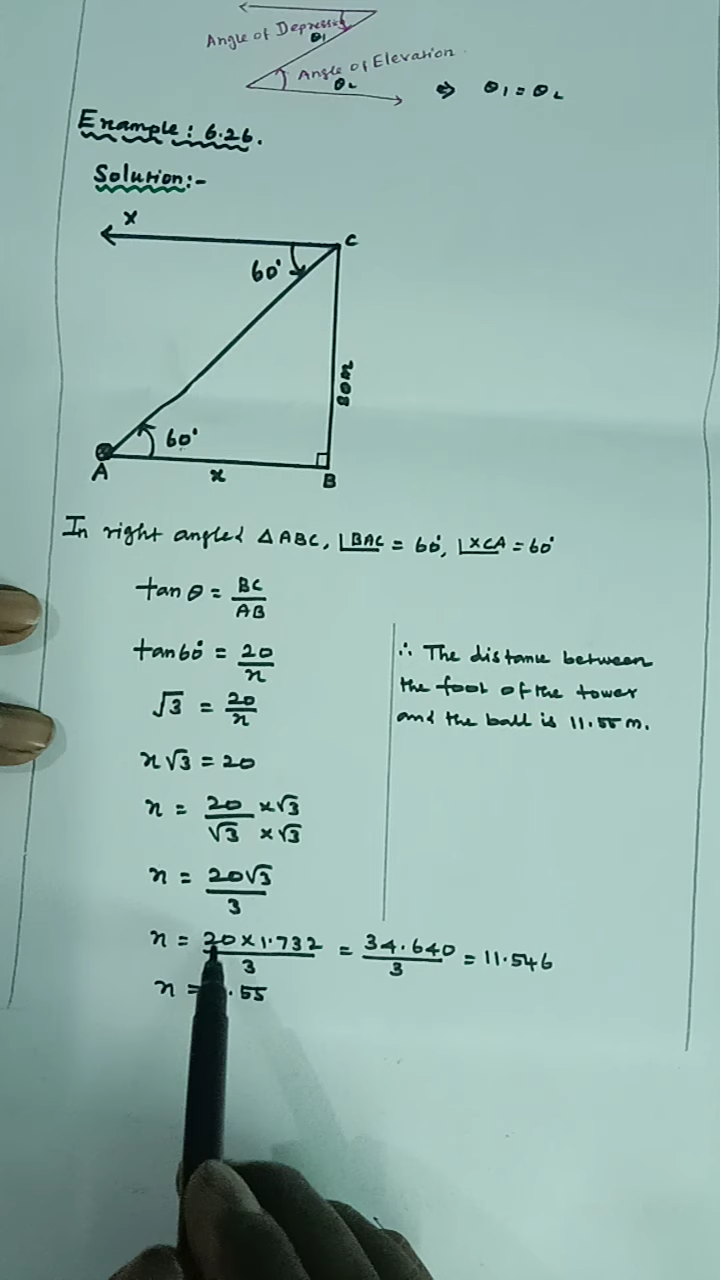 Angle of Depression
θ1
Angle of Elevation
θ2
⇒ θ1 = θ2
Example: 6.26.
Solution:-
X
C
60°
20m
60°
A
x
B
In right angled △ABC, ∠BAC = 60°, ∠XCA = 60°
tan θ = BC/AB
tan 60° = 20/x
√3 = 20/x
x√3 = 20
x = 20/√3 ×√3/×√3
x = 20√3/3
x = 20×1.732/3 = 34.640/3 = 11.546
x = .55
∴ The distance between
the foot of the tower
and the ball is 11.55 m.